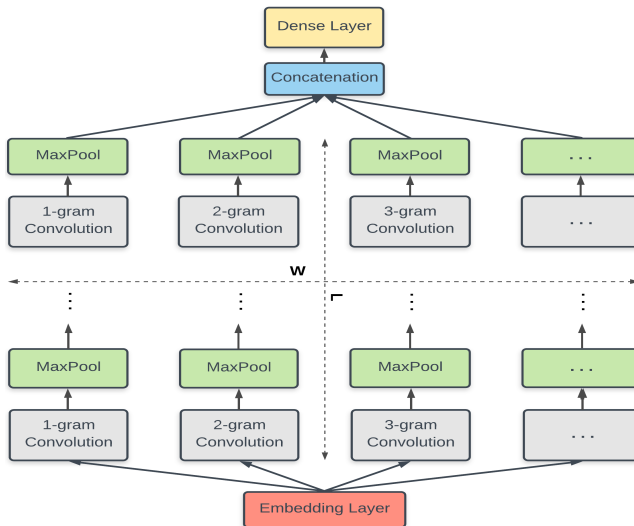 Dense Layer
Concatenation
MaxPool MaxPool MaxPool ...
1-gram Convolution
2-gram Convolution
3-gram Convolution
...
W
L
... ... ... ...
MaxPool MaxPool MaxPool ...
1-gram Convolution
2-gram Convolution
3-gram Convolution
...
Embedding Layer